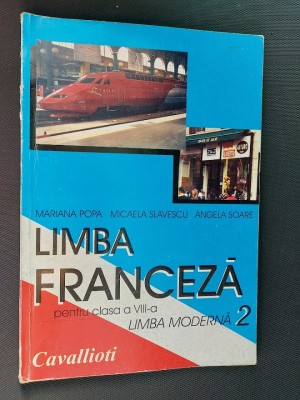 MARIANA POPA MICAELA SLAVESCU ANGELA SOARE
LIMBA
FRANCEZĂ
pentru clasa a VIII-a
LIMBA MODERNĂ 2
Cavallioti